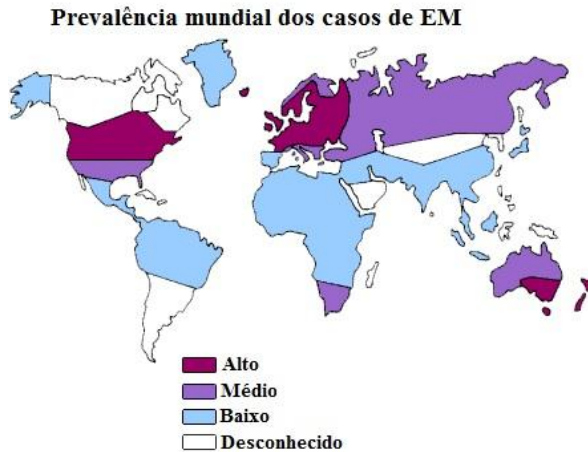 Prevalência mundial dos casos de EM
Alto
Médio
Baixo
Desconhecido